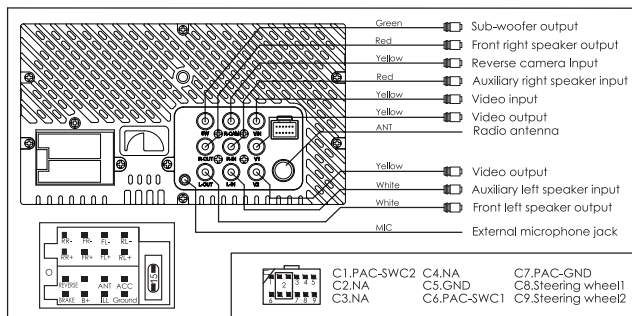 Green Sub-woofer output
Red Front right speaker output
Yellow Reverse camera Input
Red Auxiliary right speaker input
Yellow Video input
Yellow Video output
ANT Radio antenna
Yellow Video output
White Auxiliary left speaker input
White Front left speaker output
MIC External microphone jack
SW R-CAM VIN
R-OUT R-IN V1
L-OUT L-IN V2
RR- FR- FL- RL-
RR+ FR+ FL+ RL+
REVERSE ANT ACC
BRAKE B+ ILL Ground
15
1 2 3 4 5
6 7 8 9
C1.PAC-SWC2 C4.NA C7.PAC-GND
C2.NA C5.GND C8.Steering wheel1
C3.NA C6.PAC-SWC1 C9.Steering wheel2